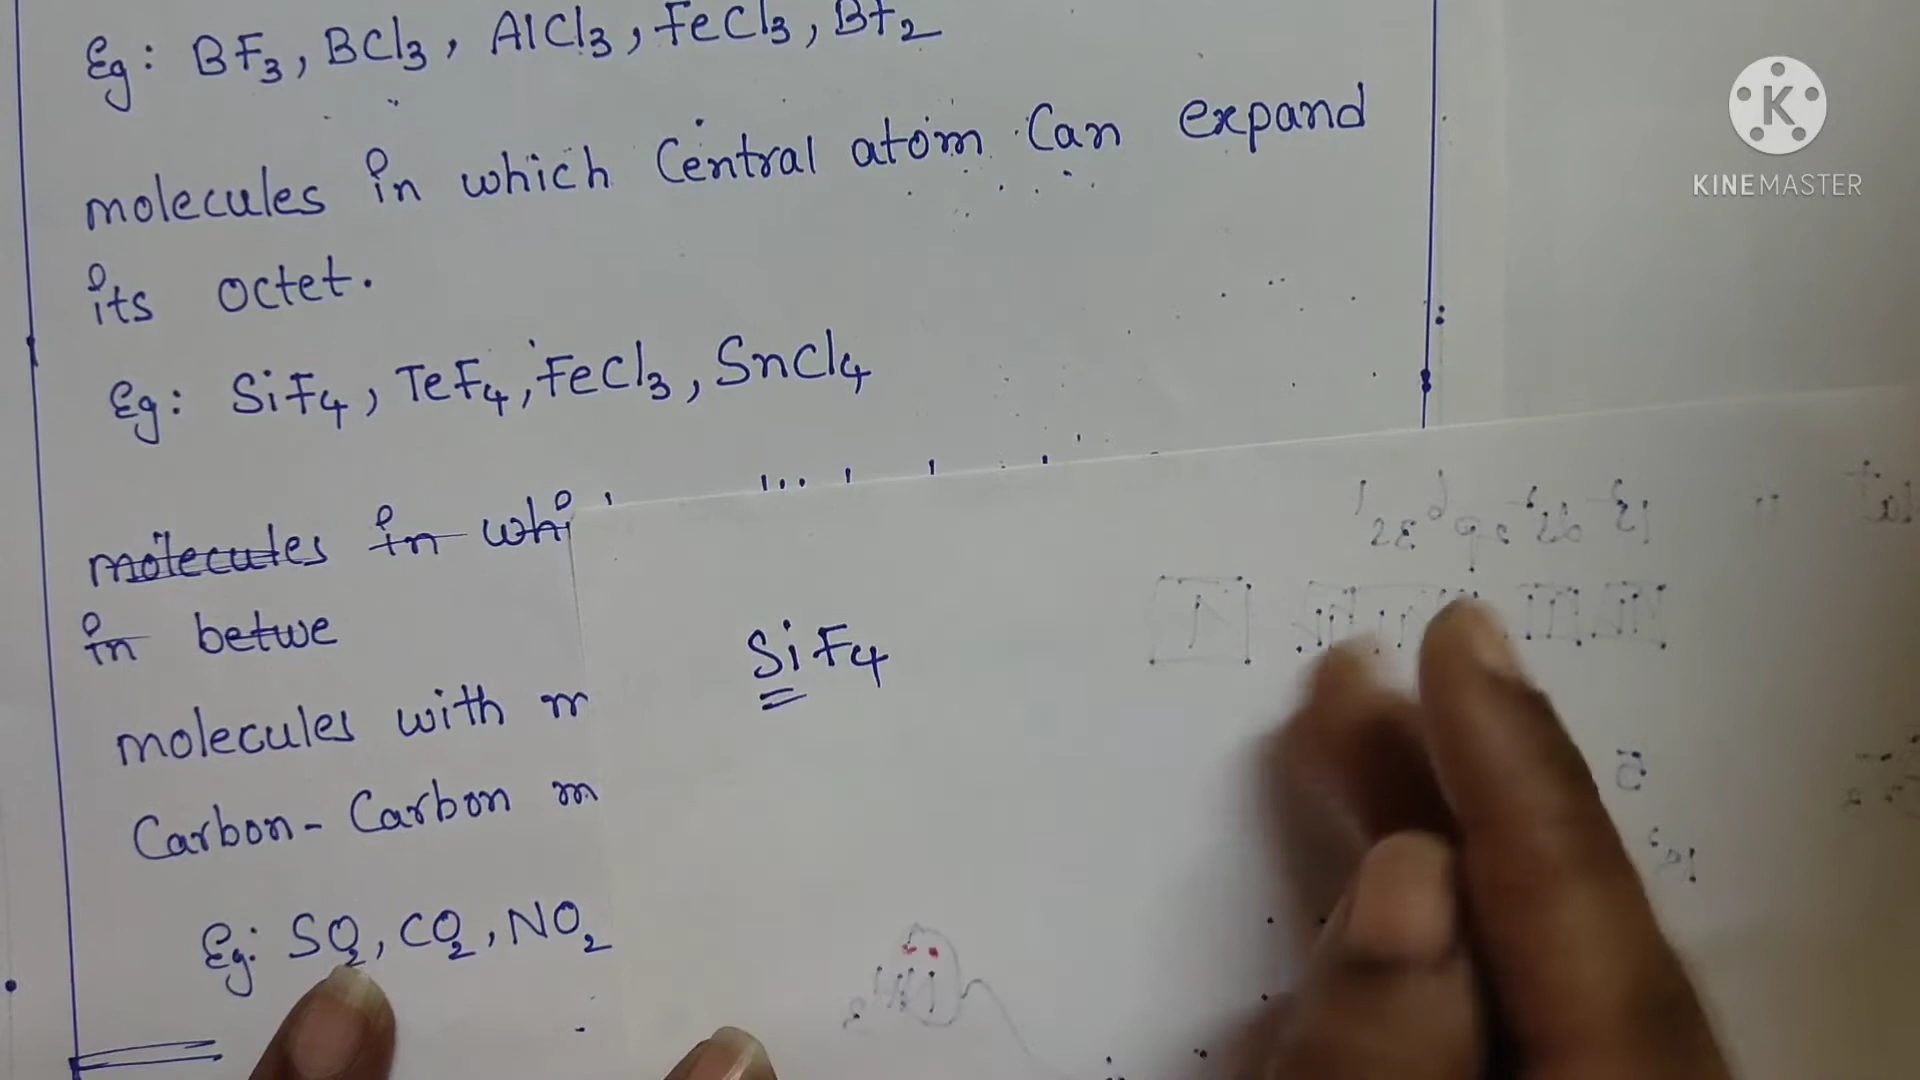 Eg: BF3, BCl3, AlCl3, FeCl3, BF2
molecules in which Central atom Can expand
its octet.
Eg: SiF4, TeF4, FeCl3, SnCl4
molecules in whi
in betwe
molecules with m
Carbon - Carbon m
Eg: SO2, CO2, NO2
SiF4
KINEMASTER